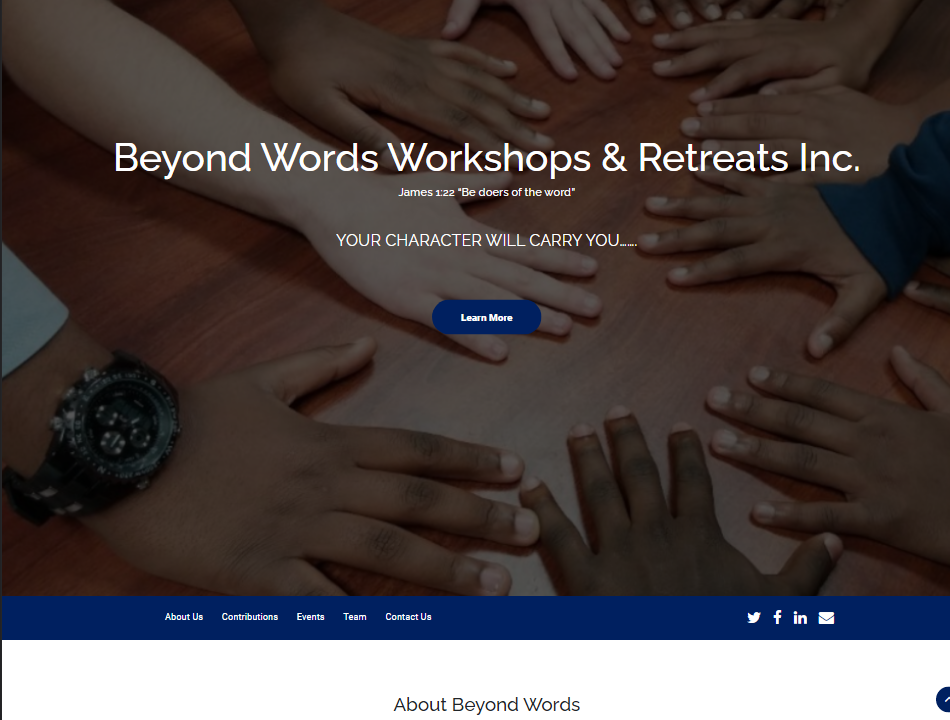 Beyond Words Workshops & Retreats Inc.
James 1:22 "Be doers of the word"
YOUR CHARACTER WILL CARRY YOU.......
Learn More
About Us Contributions Events Team Contact Us
About Beyond Words